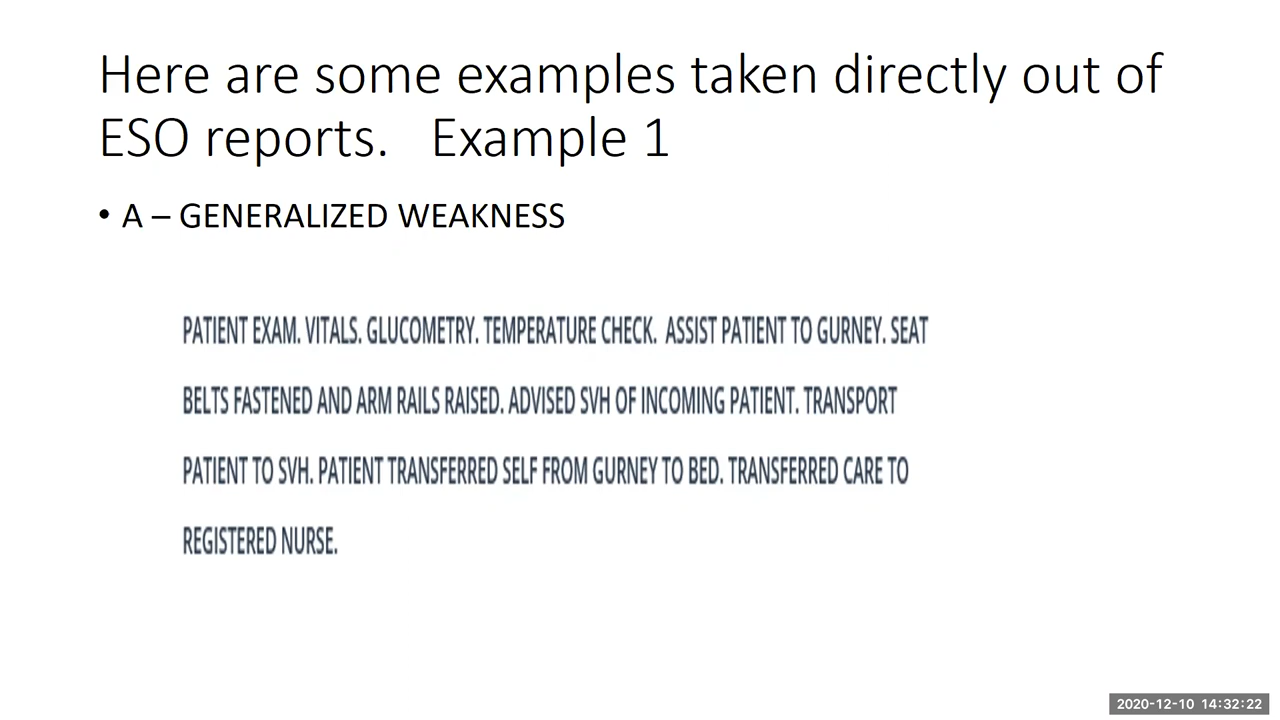 Here are some examples taken directly out of
ESO reports.   Example 1
• A – GENERALIZED WEAKNESS
PATIENT EXAM. VITALS. GLUCOMETRY. TEMPERATURE CHECK.  ASSIST PATIENT TO GURNEY. SEAT
BELTS FASTENED AND ARM RAILS RAISED. ADVISED SVH OF INCOMING PATIENT. TRANSPORT
PATIENT TO SVH. PATIENT TRANSFERRED SELF FROM GURNEY TO BED. TRANSFERRED CARE TO
REGISTERED NURSE.
2020-12-10 14:32:22